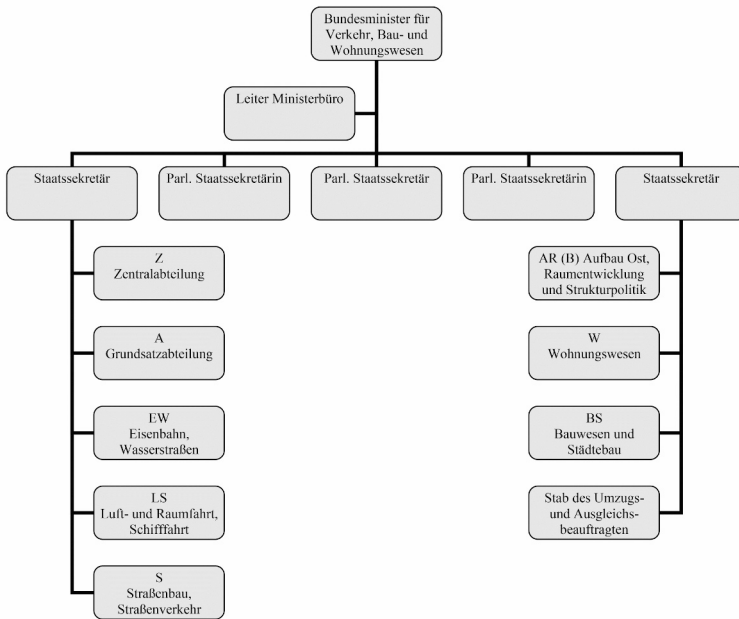 Bundesminister für
Verkehr, Bau- und
Wohnungswesen
Leiter Ministerbüro
Staatssekretär
Parl. Staatssekretärin
Parl. Staatssekretär
Parl. Staatssekretärin
Staatssekretär
Z
Zentralabteilung
A
Grundsatzabteilung
EW
Eisenbahn,
Wasserstraßen
LS
Luft- und Raumfahrt,
Schifffahrt
S
Straßenbau,
Straßenverkehr
AR (B) Aufbau Ost,
Raumentwicklung
und Strukturpolitik
W
Wohnungswesen
BS
Bauwesen und
Städtebau
Stab des Umzugs-
und Ausgleichs-
beauftragten